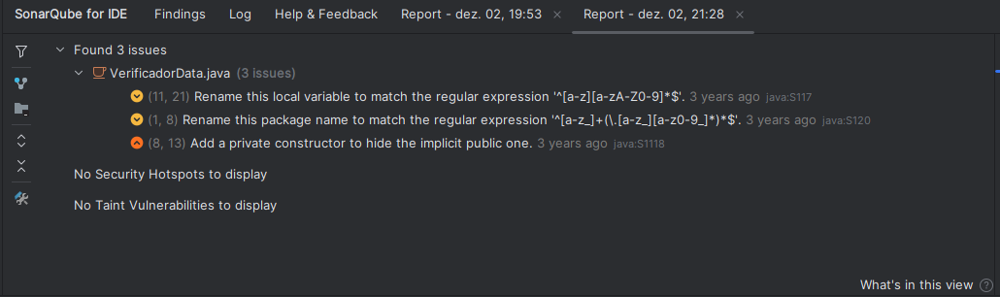 SonarQube for IDE Findings Log Help & Feedback Report - dez. 02, 19:53 × Report - dez. 02, 21:28 ×
Found 3 issues
VerificadorData.java (3 issues)
(11, 21) Rename this local variable to match the regular expression '^[a-z][a-zA-Z0-9]*$'. 3 years ago java:S117
(1, 8) Rename this package name to match the regular expression '^[a-z_]+(\.[a-z_][a-z0-9_]*)*$'. 3 years ago java:S120
(8, 13) Add a private constructor to hide the implicit public one. 3 years ago java:S1118
No Security Hotspots to display
No Taint Vulnerabilities to display
What's in this view ?